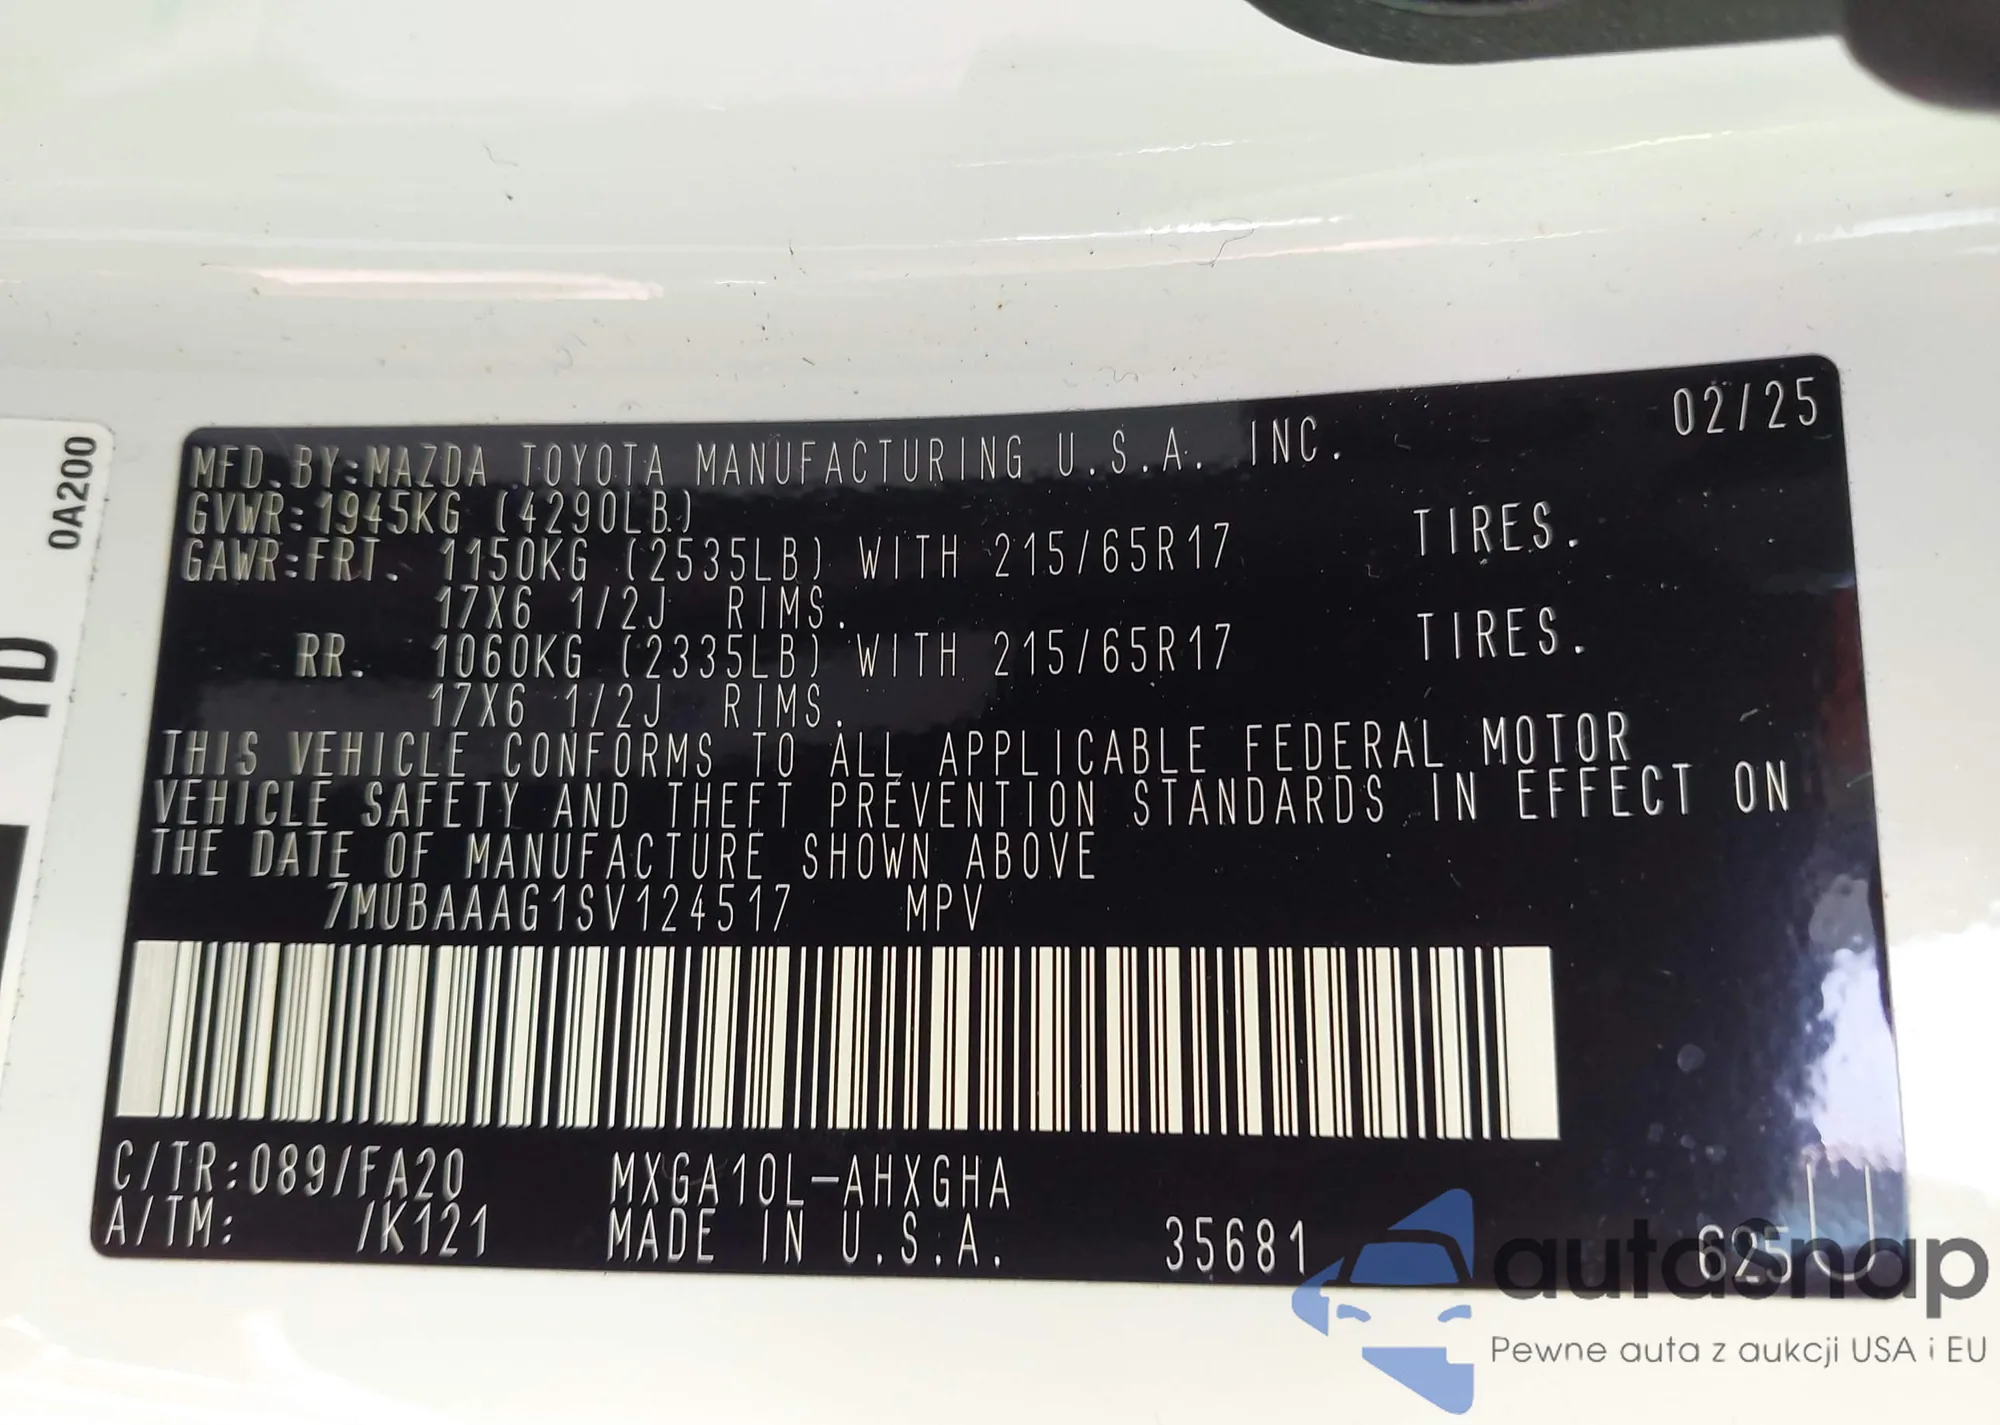 0A200
YD
02/25
MFD. BY:MAZDA TOYOTA MANUFACTURING U.S.A. INC.
GVWR:1945KG (4290LB)
GAWR:FRT. 1150KG (2535LB) WITH 215/65R17 TIRES.
17X6 1/2J RIMS.
RR. 1060KG (2335LB) WITH 215/65R17 TIRES.
17X6 1/2J RIMS.
THIS VEHICLE CONFORMS TO ALL APPLICABLE FEDERAL MOTOR
VEHICLE SAFETY AND THEFT PREVENTION STANDARDS IN EFFECT ON
THE DATE OF MANUFACTURE SHOWN ABOVE
7MUBAAAG1SV124517 MPV
C/TR:089/FA20 MXGA10L-AHXGHA
A/TM: /K121 MADE IN U.S.A. 35681
autosnap
Pewne auta z aukcji USA i EU